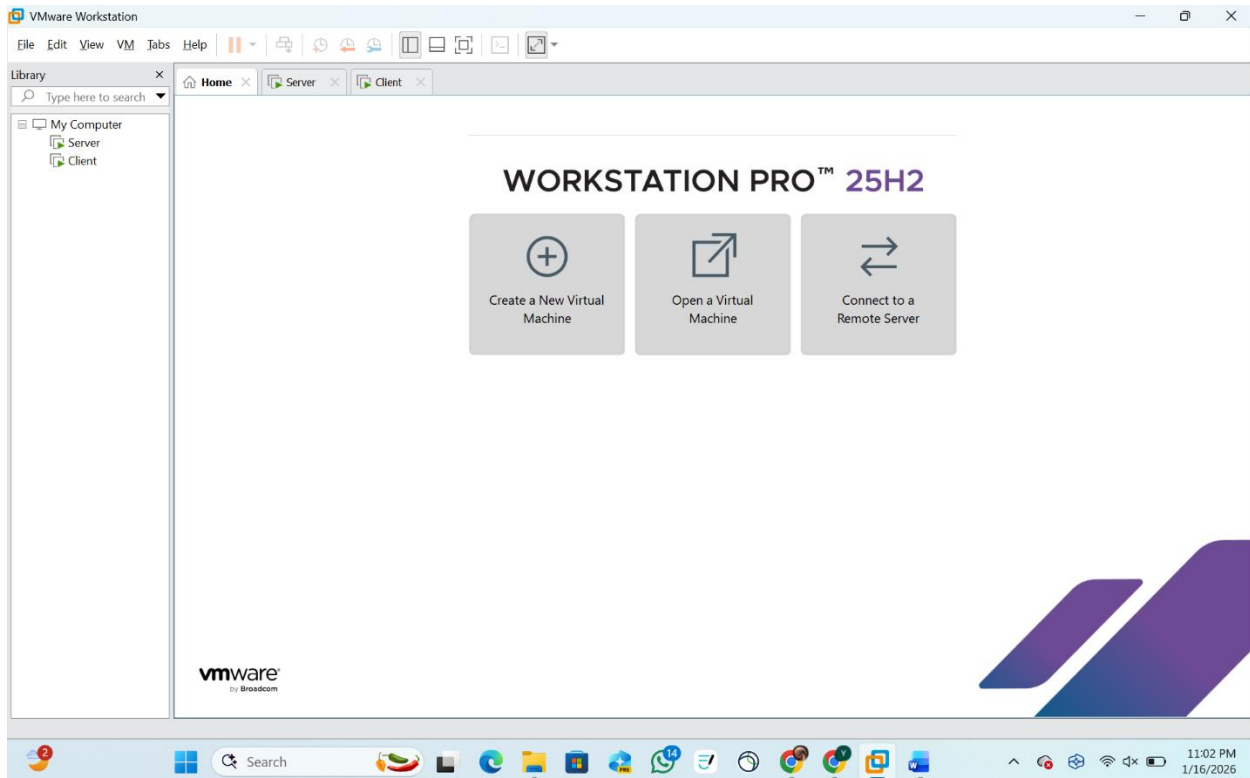 VMware Workstation
File Edit View VM Tabs Help
Library
Type here to search
My Computer
Server
Client
Home
Server
Client
WORKSTATION PRO™ 25H2
Create a New Virtual
Machine
Open a Virtual
Machine
Connect to a
Remote Server
vmware
by Broadcom
2
Search
PRE
14
Y
W
11:02 PM
1/16/2026